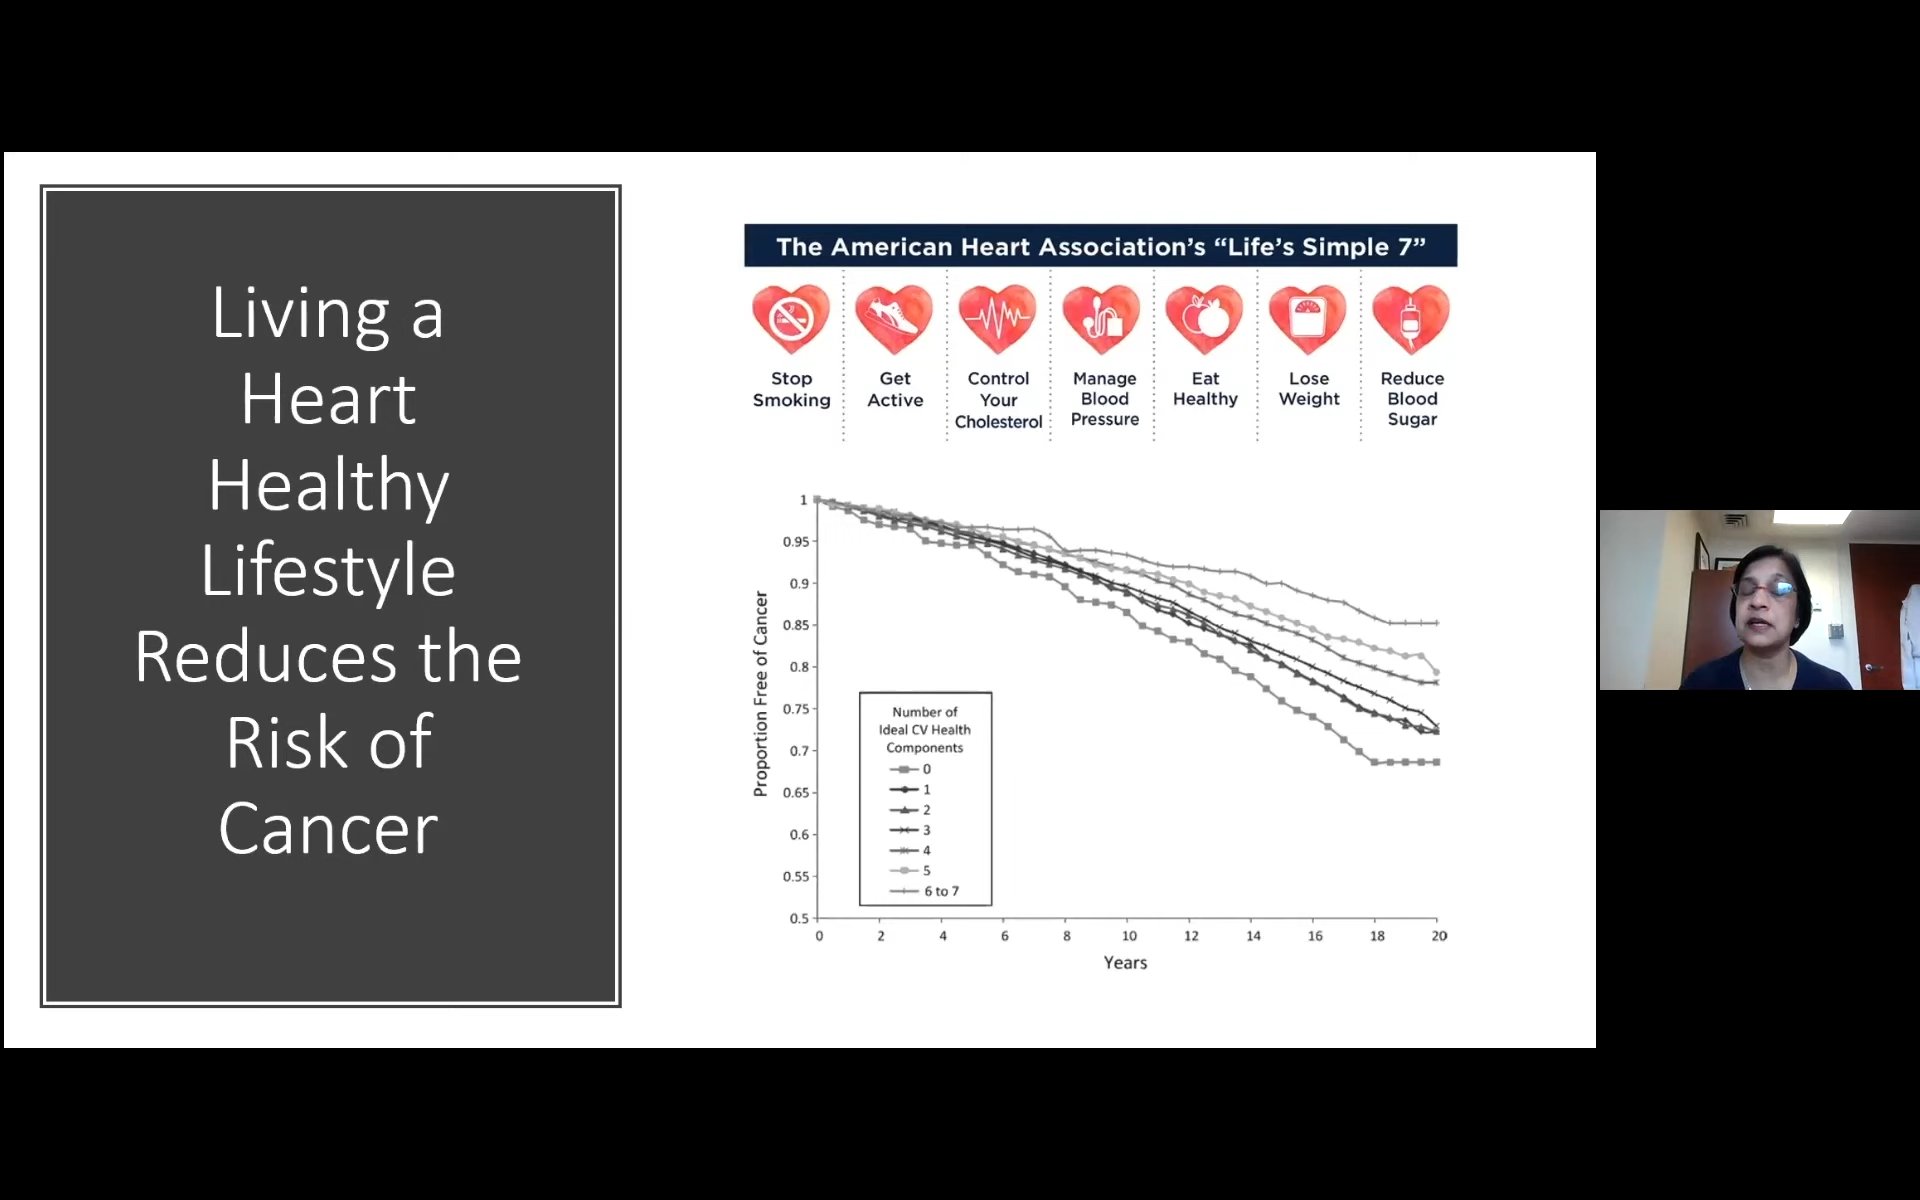 Living a
Heart
Healthy
Lifestyle
Reduces the
Risk of
Cancer
The American Heart Association's “Life's Simple 7”
Stop
Smoking
Get
Active
Control
Your
Cholesterol
Manage
Blood
Pressure
Eat
Healthy
Lose
Weight
Reduce
Blood
Sugar
Proportion Free of Cancer
1
0.95
0.9
0.85
0.8
0.75
0.7
0.65
0.6
0.55
0.5
Number of
Ideal CV Health
Components
0
1
2
3
4
5
6 to 7
0 2 4 6 8 10 12 14 16 18 20
Years